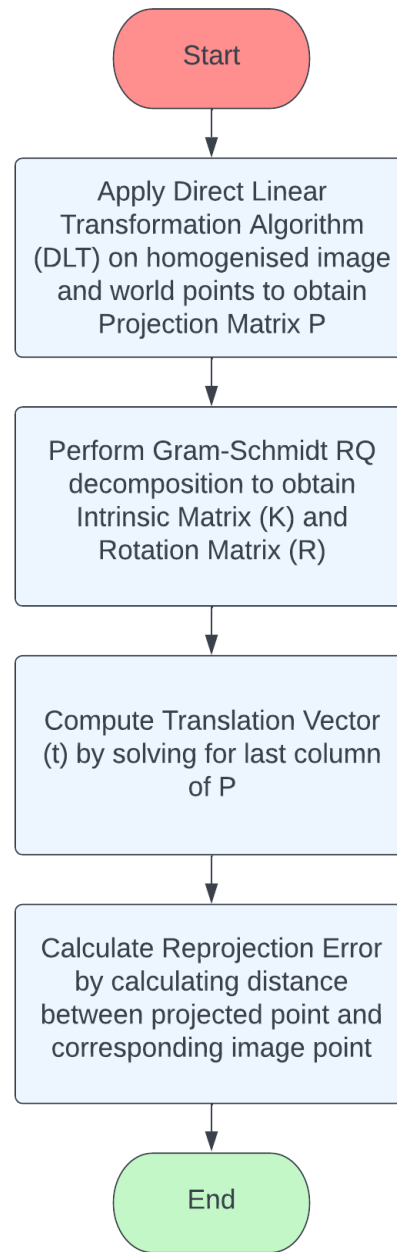 Start
Apply Direct Linear
Transformation Algorithm
(DLT) on homogenised image
and world points to obtain
Projection Matrix P
Perform Gram-Schmidt RQ
decomposition to obtain
Intrinsic Matrix (K) and
Rotation Matrix (R)
Compute Translation Vector
(t) by solving for last column
of P
Calculate Reprojection Error
by calculating distance
between projected point and
corresponding image point
End